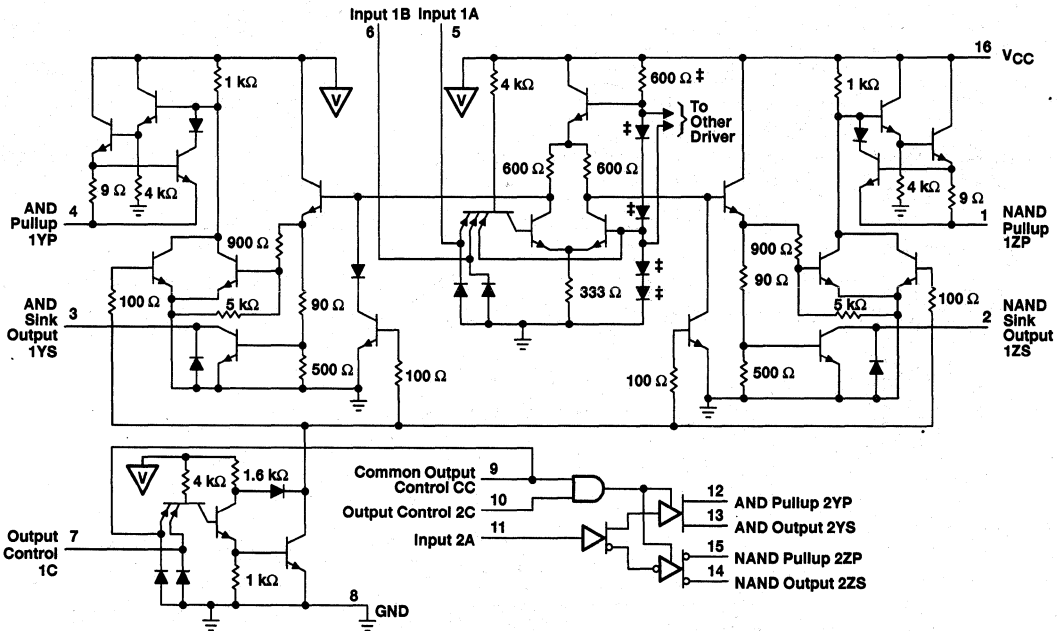 Input 1B Input 1A
6 5
16
VCC
1 kΩ
V
V
4 kΩ
600 Ω ‡
1 kΩ
To
Other
Driver
‡
600 Ω
600 Ω
9 Ω
4 kΩ
4 kΩ
9 Ω
AND
Pullup
1YP
4
1
NAND
Pullup
1ZP
‡
900 Ω
900 Ω
100 Ω
5 kΩ
90 Ω
333 Ω
‡
‡
90 Ω
5 kΩ
100 Ω
AND
Sink
Output
1YS
3
2
NAND
Sink
Output
1ZS
500 Ω
100 Ω
100 Ω
500 Ω
V
4 kΩ
1.6 kΩ
Output
Control
1C
7
1 kΩ
8
GND
Common Output
Control CC
9
Output Control 2C
10
Input 2A
11
12
AND Pullup 2YP
13
AND Output 2YS
15
NAND Pullup 2ZP
14
NAND Output 2ZS